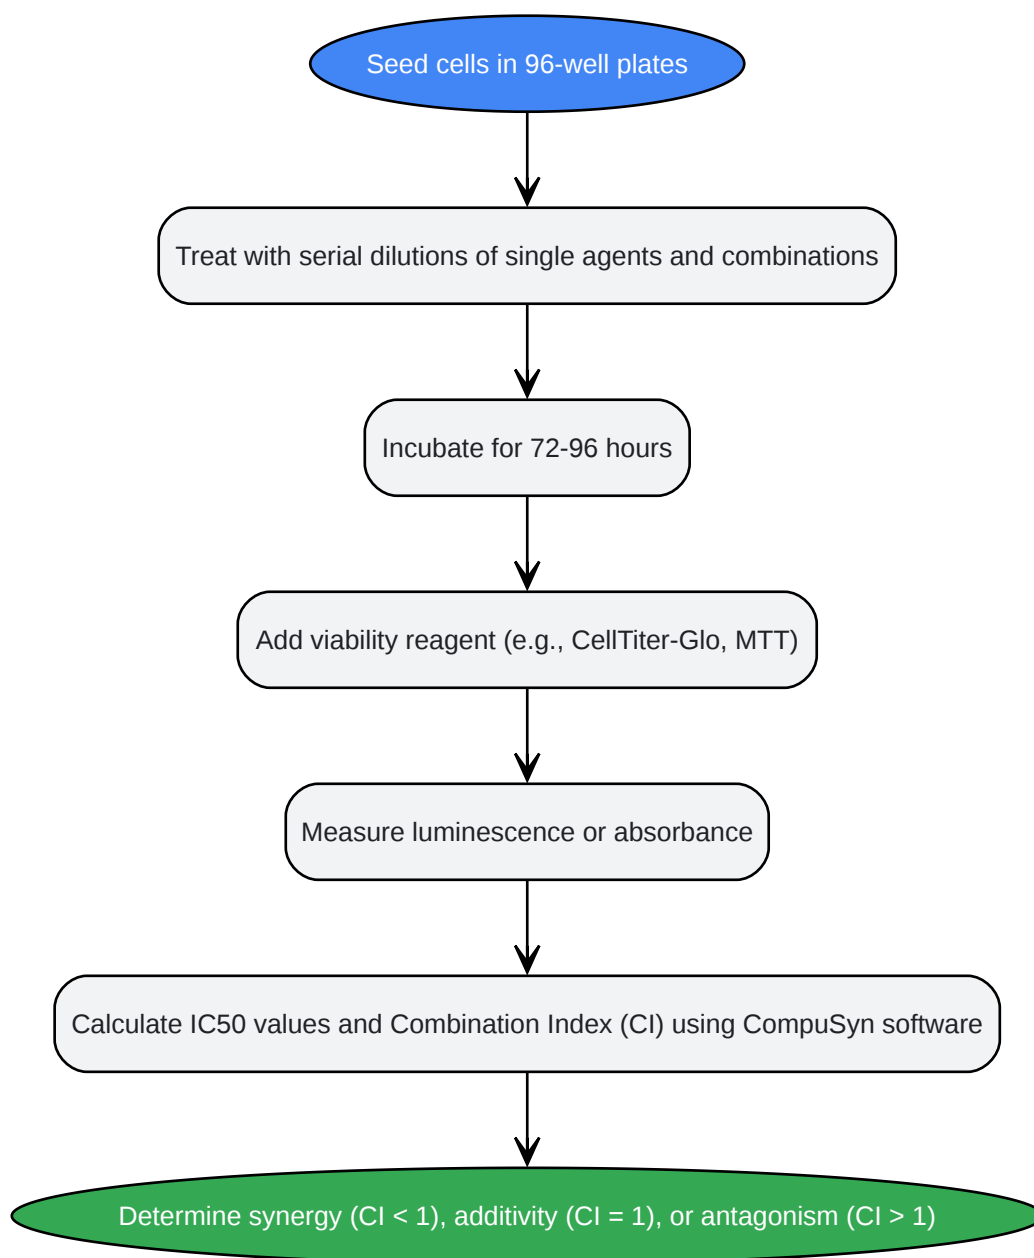 Seed cells in 96-well plates
Treat with serial dilutions of single agents and combinations
Incubate for 72-96 hours
Add viability reagent (e.g., CellTiter-Glo, MTT)
Measure luminescence or absorbance
Calculate IC50 values and Combination Index (CI) using CompuSyn software
Determine synergy (CI < 1), additivity (CI = 1), or antagonism (CI > 1)